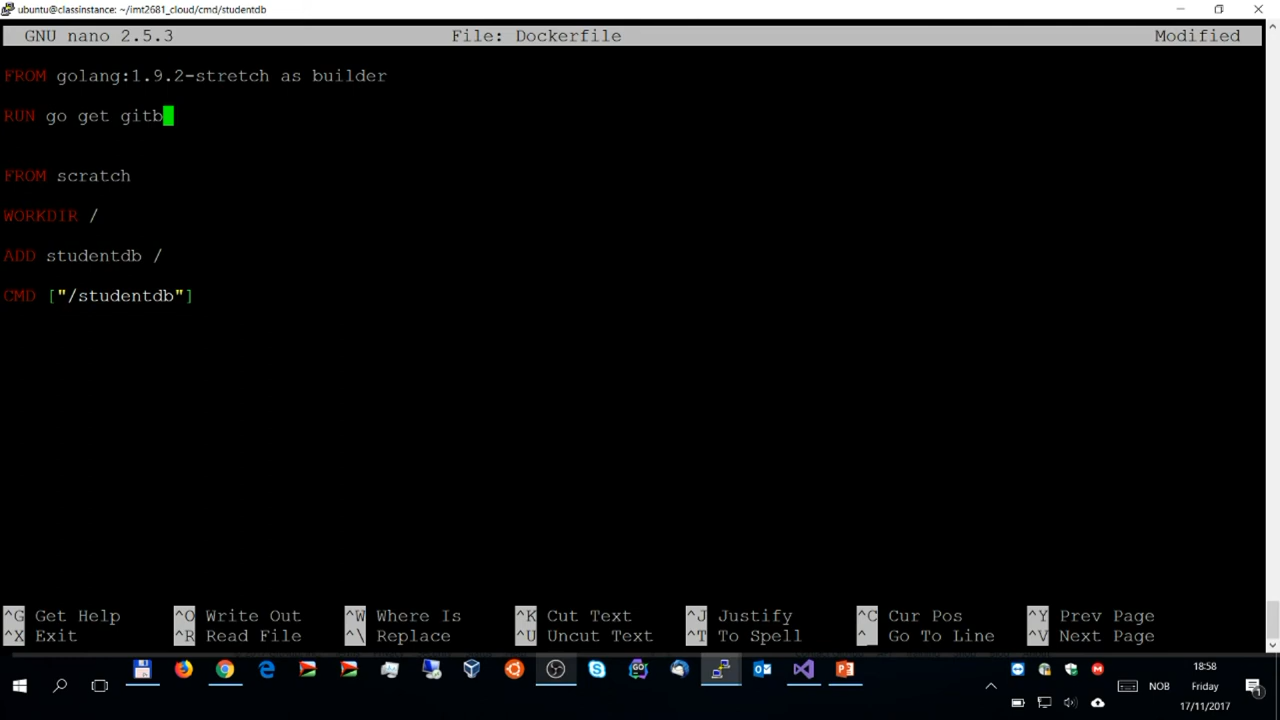 ubuntu@classinstance: ~/imt2681_cloud/cmd/studentdb
GNU nano 2.5.3 File: Dockerfile Modified
FROM golang:1.9.2-stretch as builder
RUN go get gitb
FROM scratch
WORKDIR /
ADD studentdb /
CMD ["/studentdb"]
^G Get Help ^O Write Out ^W Where Is ^K Cut Text ^J Justify ^C Cur Pos ^Y Prev Page
^X Exit ^R Read File ^\ Replace ^U Uncut Text ^T To Spell ^_ Go To Line ^V Next Page
18:58
NOB Friday
17/11/2017